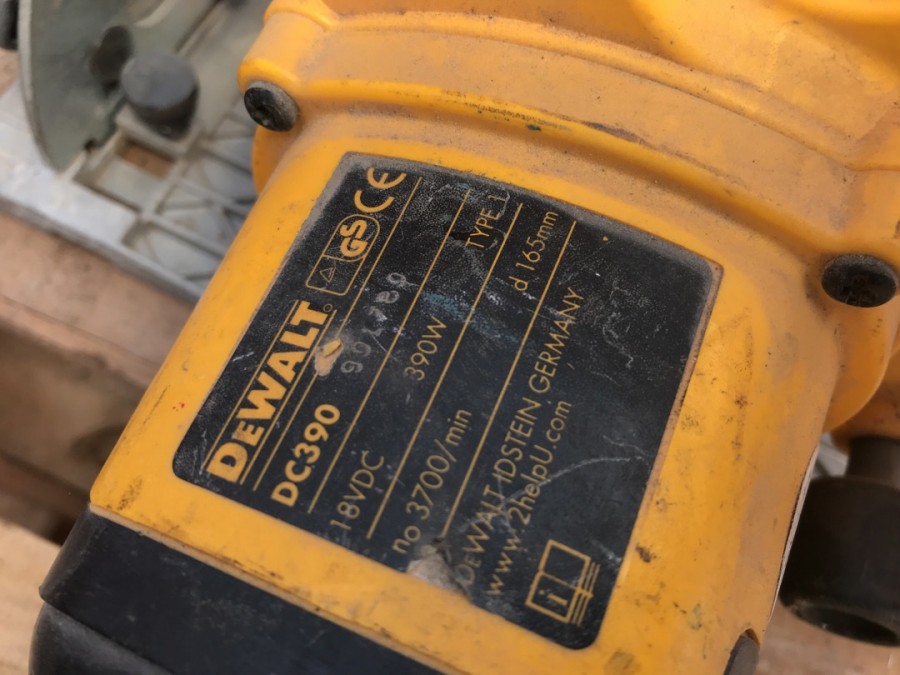 DEWALT GS CE
DC390
18VDC 390W TYPE 1
no 3700/min d 165mm
DEWALT IDSTEIN GERMANY
www.2helpU.com
i